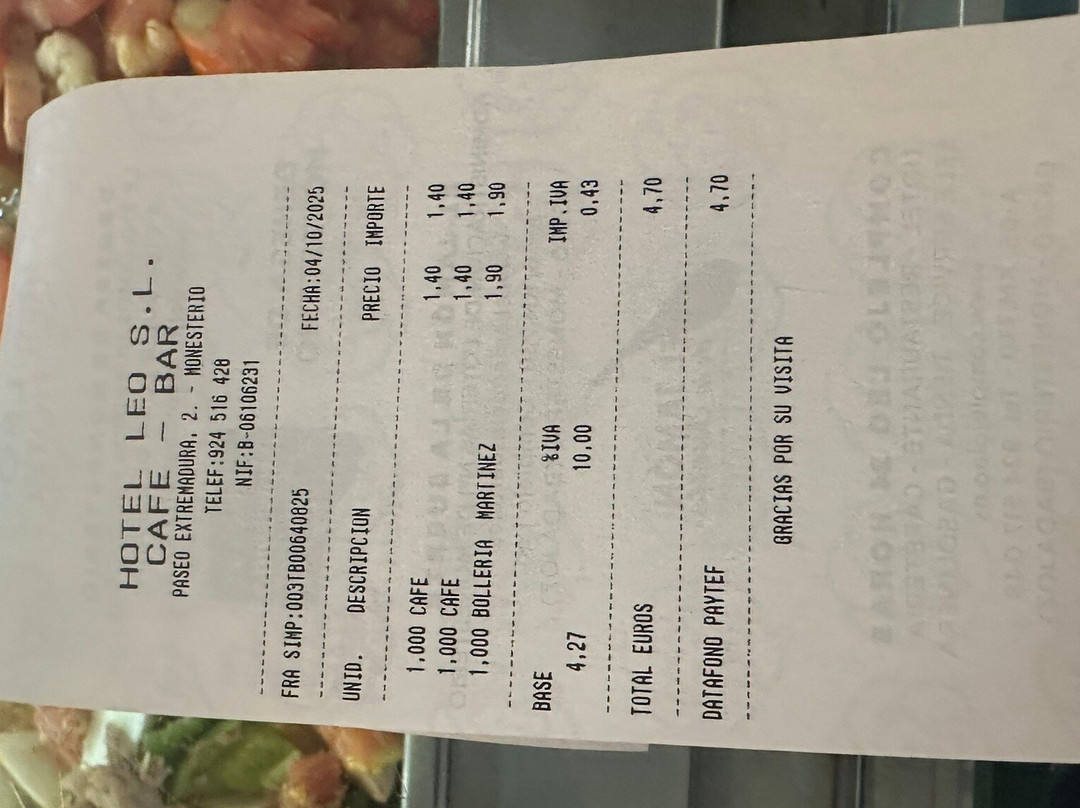 HOTEL LEO S.L.
CAFE - BAR
PASEO EXTREMADURA, 2. - MONESTERIO
TELEF:924 516 428
NIF:B-06106231
FRA SIMP:003TB00640825 FECHA:04/10/2025
UNID. DESCRIPCION PRECIO IMPORTE
1,000 CAFE 1,40 1,40
1,000 CAFE 1,40 1,40
1,000 BOLLERIA MARTINEZ 1,90 1,90
BASE %IVA IMP.IVA
4,27 10,00 0,43
TOTAL EUROS 4,70
DATAFONO PAYTEF 4,70
GRACIAS POR SU VISITA